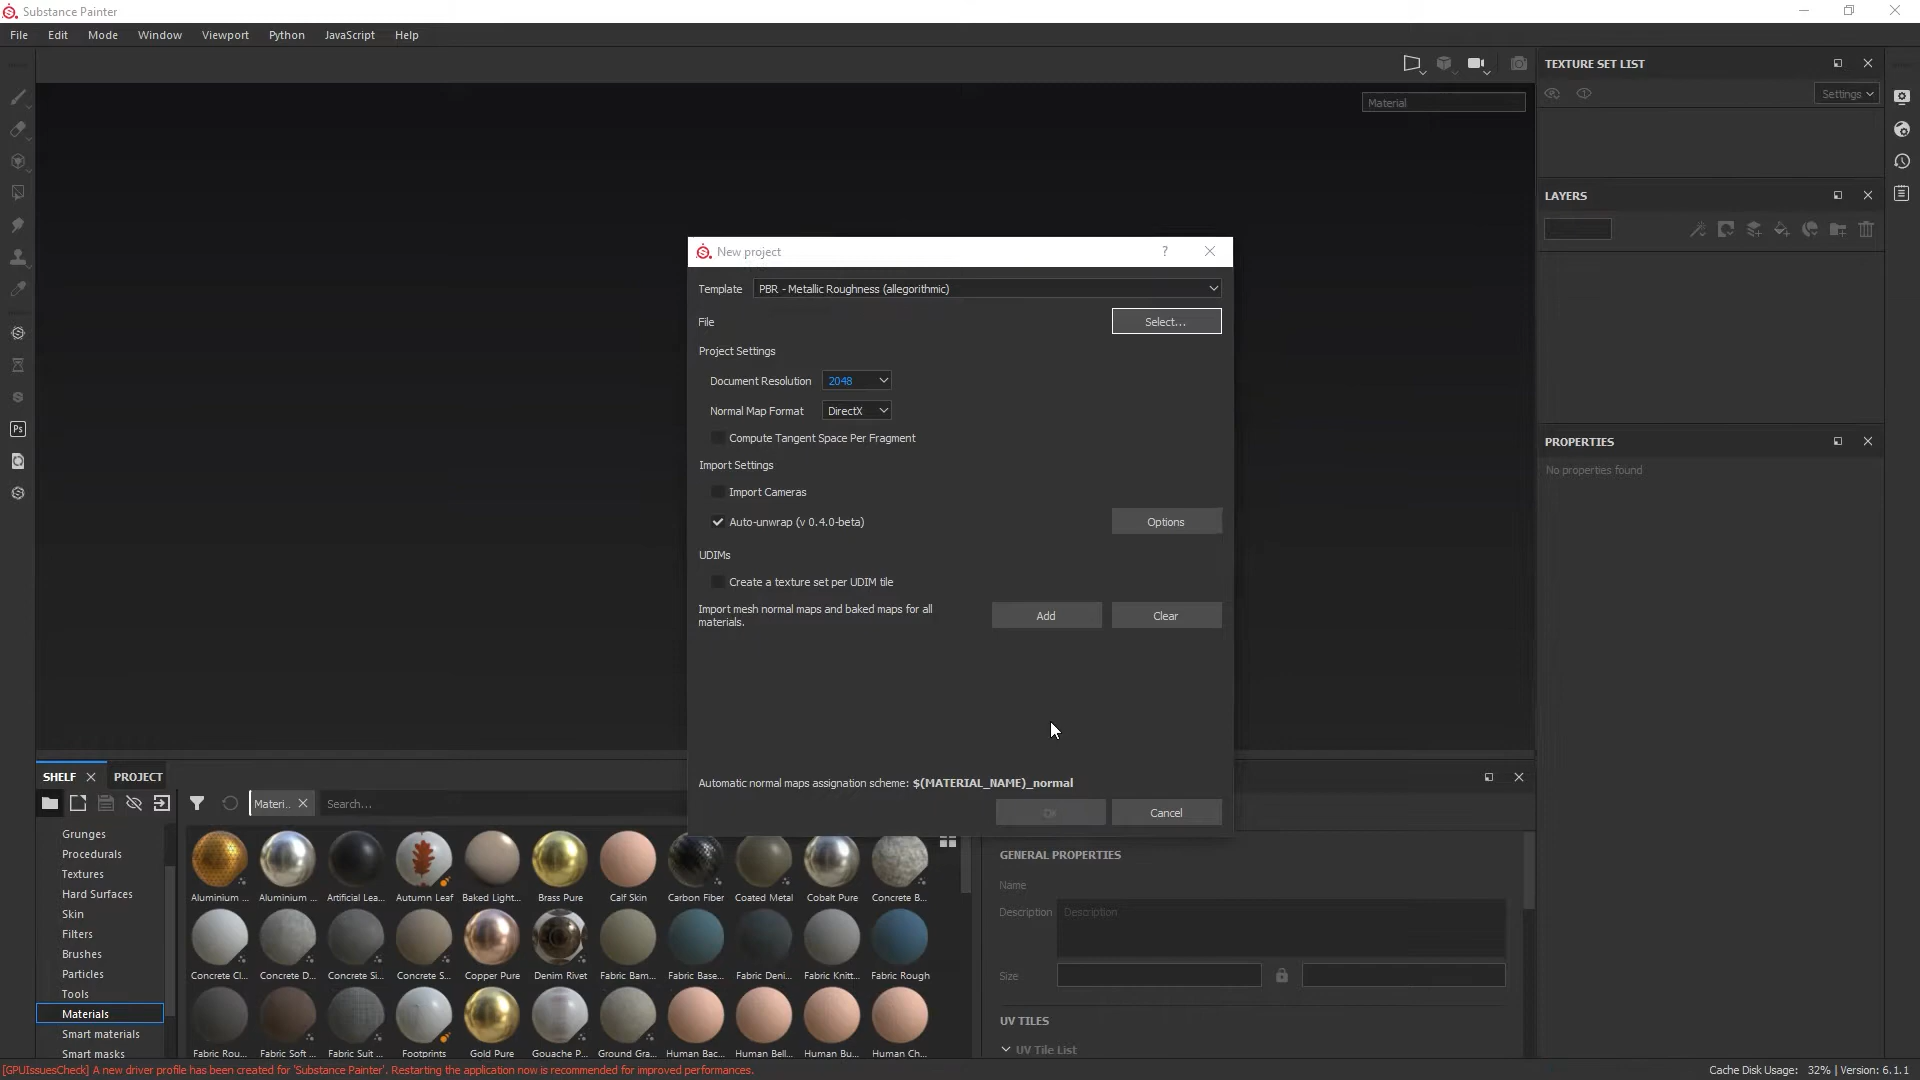 Substance Painter
File Edit Mode Window Viewport Python JavaScript Help
Material
TEXTURE SET LIST
Settings
LAYERS
PROPERTIES
No properties found
New project
?
Template PBR - Metallic Roughness (allegorithmic)
File Select...
Project Settings
Document Resolution 2048
Normal Map Format DirectX
Compute Tangent Space Per Fragment
Import Settings
Import Cameras
Auto-unwrap (v 0.4.0-beta) Options
UDIMs
Create a texture set per UDIM tile
Import mesh normal maps and baked maps for all
materials.
Add Clear
Automatic normal maps assignation scheme: $(MATERIAL_NAME)_normal
Cancel
Ps
SHELF PROJECT
Materi.. Search...
Grunges
Procedurals
Textures
Hard Surfaces
Skin
Filters
Brushes
Particles
Tools
Materials
Smart materials
Smart masks
Aluminium ... Aluminium ... Artificial Lea... Autumn Leaf Baked Light... Brass Pure Calf Skin Carbon Fiber Coated Metal Cobalt Pure Concrete B...
Concrete Cl... Concrete D... Concrete Si... Concrete S... Copper Pure Denim Rivet Fabric Bam... Fabric Base... Fabric Deni... Fabric Knitt... Fabric Rough
Fabric Rou... Fabric Soft ... Fabric Suit ... Footprints Gold Pure Gouache P... Ground Gra... Human Bac... Human Bell... Human Bu... Human Ch...
GENERAL PROPERTIES
Name
Description Description
Size
UV TILES
UV Tile List
[GPUIssuesCheck] A new driver profile has been created for 'Substance Painter'. Restarting the application now is recommended for improved performances.
Cache Disk Usage: 32% | Version: 6.1.1